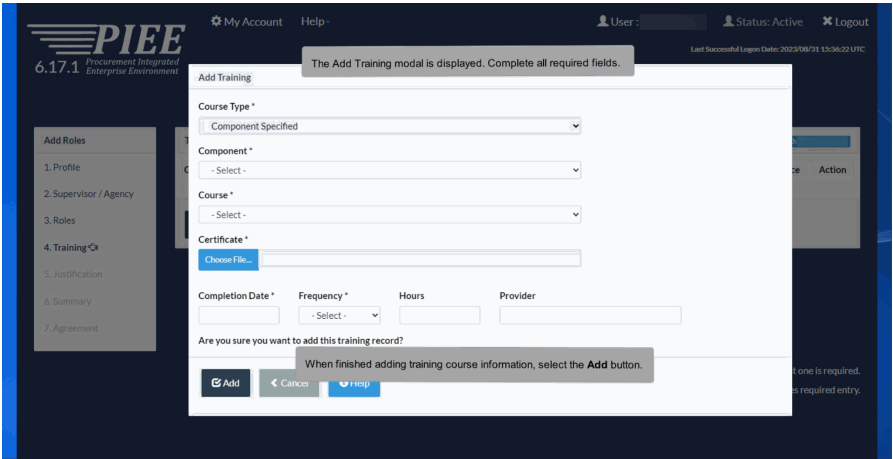 My Account Help - User : Status: Active Logout
PIEE
Last Successful Logon Date: 2023/08/31 15:36:22 UTC
6.17.1 Procurement Integrated
Enterprise Environment
The Add Training modal is displayed. Complete all required fields.
Add Training
Course Type *
Component Specified
Add Roles
Component *
1. Profile
- Select -
Action
2. Supervisor / Agency
Course *
3. Roles
- Select -
4. Training
Certificate *
Choose File...
5. Justification
6. Summary
Completion Date * Frequency * Hours Provider
- Select -
7. Agreement
Are you sure you want to add this training record?
When finished adding training course information, select the Add button.
one is required.
Add Cancel Help
required entry.